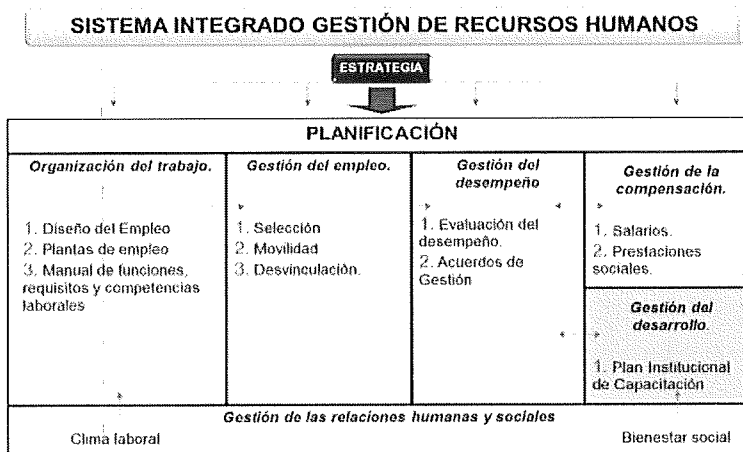 SISTEMA INTEGRADO GESTIÓN DE RECURSOS HUMANOS
ESTRATEGIA
PLANIFICACIÓN
Organización del trabajo.
1. Diseño del Empleo
2. Plantas de empleo
3. Manual de funciones,
requisitos y competencias
laborales
Gestión del empleo.
1. Selección
2. Movilidad
3. Desvinculación.
Gestión del
desempeño
1. Evaluación del
desempeño.
2. Acuerdos de
Gestión
Gestión de la
compensación.
1. Salarios.
2. Prestaciones
sociales.
Gestión del
desarrollo.
1. Plan Institucional
de Capacitación
Gestión de las relaciones humanas y sociales
Clima laboral
Bienestar social